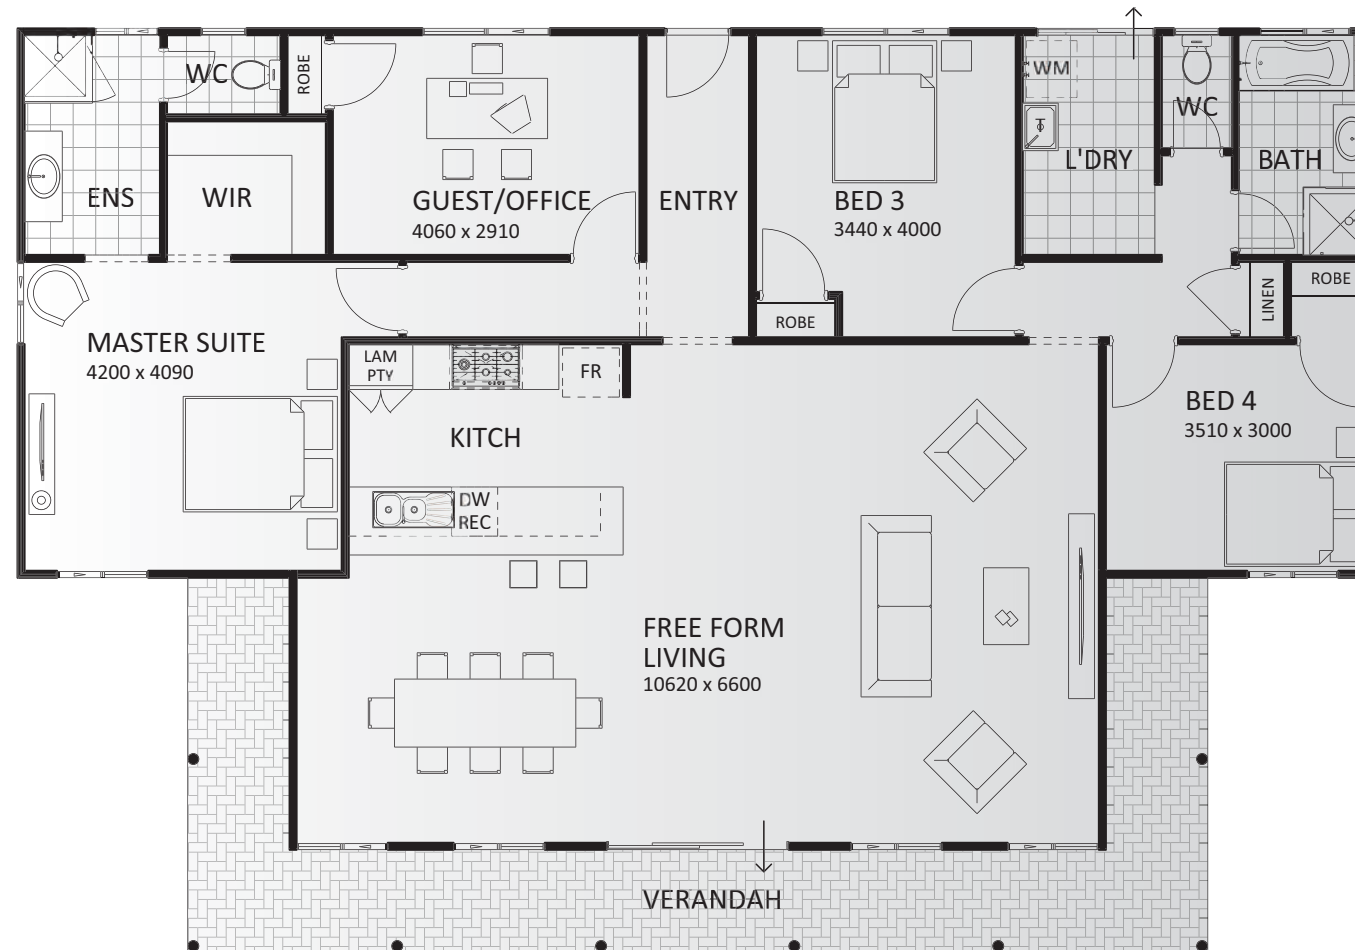 WC
ROBE
ENS
WIR
GUEST/OFFICE
4060 x 2910
ENTRY
BED 3
3440 x 4000
ROBE
WM
L'DRY
WC
BATH
LINEN
ROBE
MASTER SUITE
4200 x 4090
LAM
PTY
FR
KITCH
DW
REC
BED 4
3510 x 3000
FREE FORM
LIVING
10620 x 6600
VERANDAH